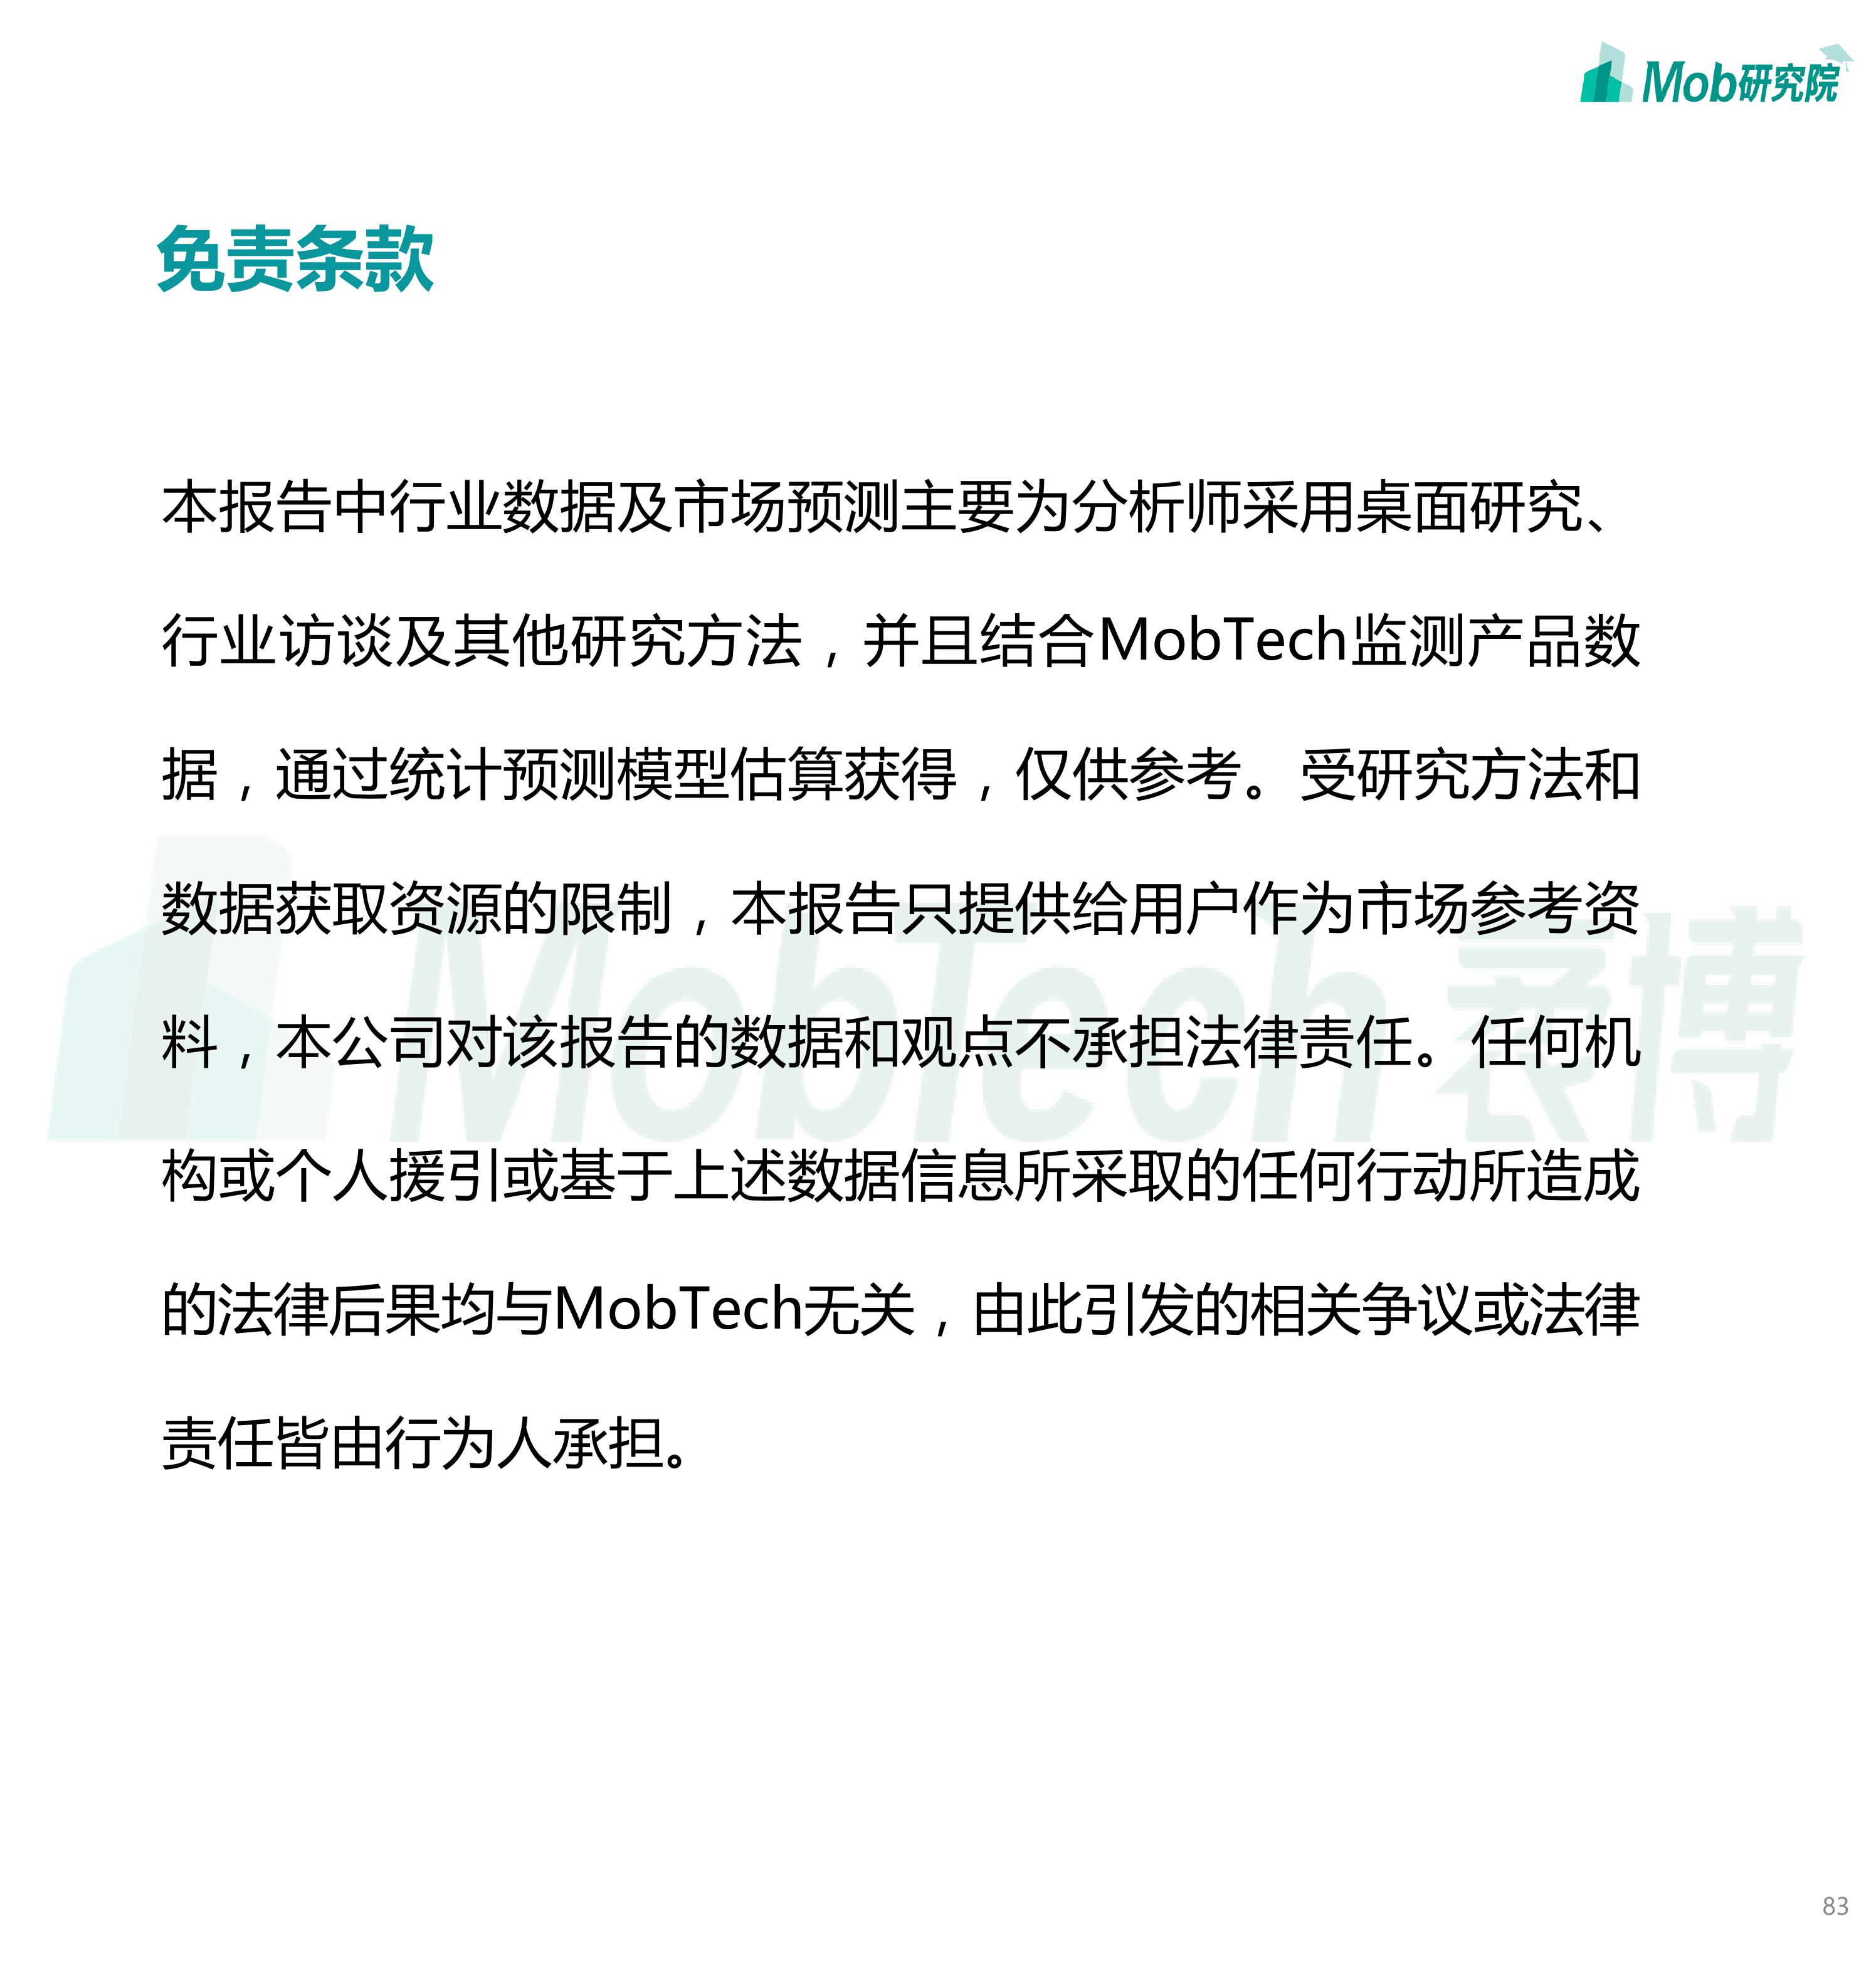 Mob研究院
免责条款
本报告中行业数据及市场预测主要为分析师采用桌面研究、
行业访谈及其他研究方法，并且结合MobTech监测产品数
据，通过统计预测模型估算获得，仅供参考。受研究方法和
数据获取资源的限制，本报告只提供给用户作为市场参考资
料，本公司对该报告的数据和观点不承担法律责任。任何机
构或个人援引或基于上述数据信息所采取的任何行动所造成
的法律后果均与MobTech无关，由此引发的相关争议或法律
责任皆由行为人承担。
MobTech 袤博
83